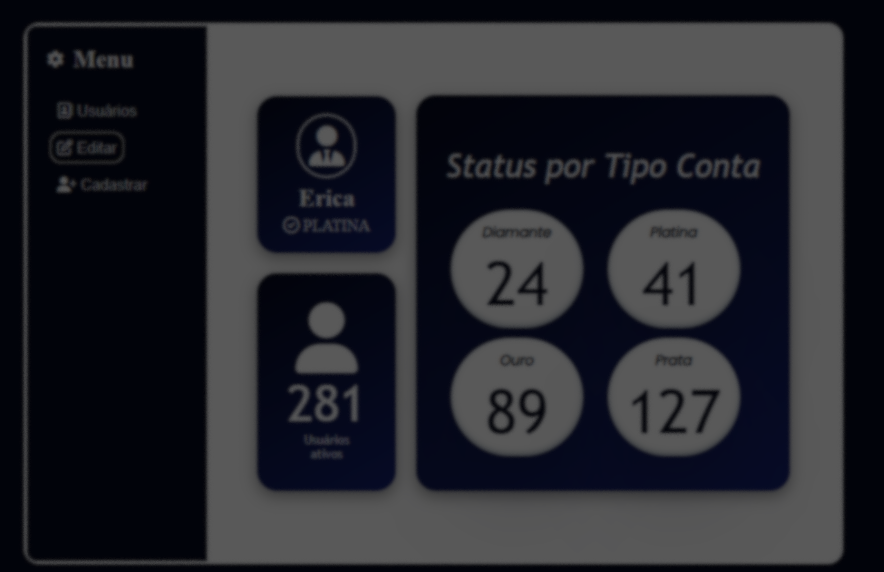 Menu
Usuários
Editar
Cadastrar
Erica
PLATINA
281
Usuários
ativos
Status por Tipo Conta
Diamante
24
Platina
41
Ouro
89
Prata
127